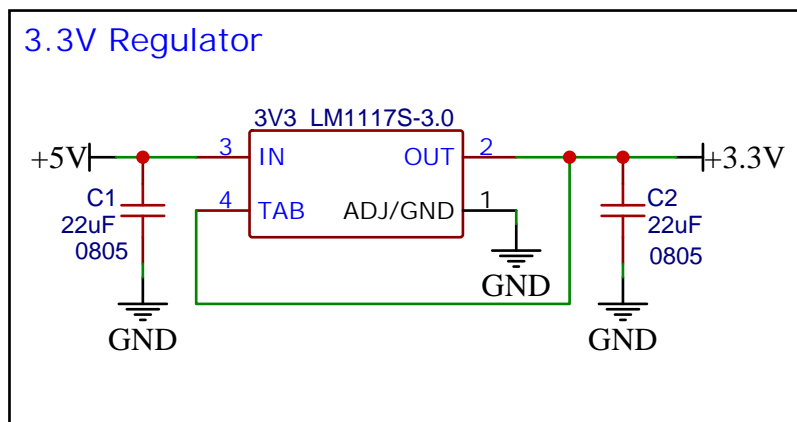 3.3V Regulator
3V3 LM1117S-3.0
+5V
3
IN
OUT
2
+3.3V
4
TAB
ADJ/GND
1
C1
22uF
0805
C2
22uF
0805
GND
GND
GND